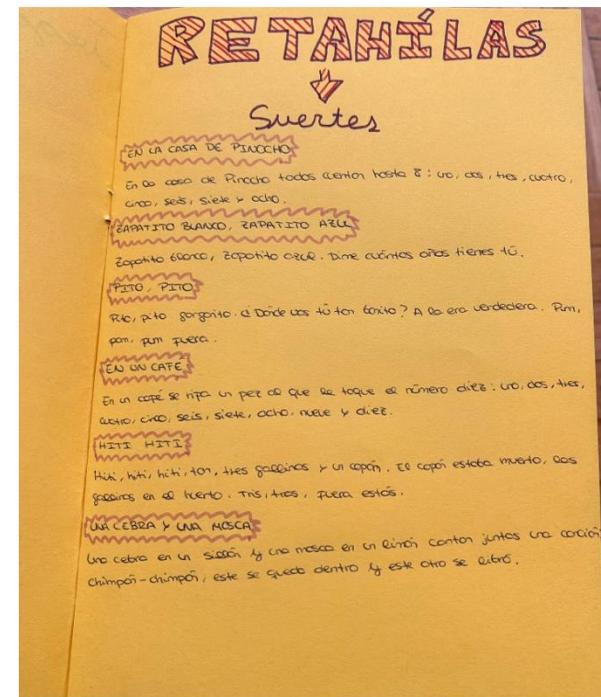 RETAHÍLAS
Suertes
EN LA CASA DE PINOCHO
En la casa de Pinocho todos cuentan hasta 8: uno, dos, tres, cuatro,
cinco, seis, siete y ocho.
ZAPATITO BLANCO, ZAPATITO AZUL
Zapatito blanco, zapatito azul. Dime cuántos años tienes tú.
PITO, PITO
Pito, pito gorgorito. ¿Dónde vas tú tan bonito? A la era verdadera. Pim,
pom, pum fuera.
EN UN CAFÉ
En un café se rifa un pez al que le toque el número diez: uno, dos, tres,
cuatro, cinco, seis, siete, ocho, nueve y diez.
HITI HITI
Hiti, hiti, hiti, ton, tres gallinas y un capón. El capón estaba muerto, las
gallinas en el huerto. Tris, tras, fuera estás.
UNA CEBRA Y UNA MOSCA
Una cebra en un sillón y una mosca en un limón cantan juntas una canción
chimpón-chimpón, este se quedo dentro y este otro se libró.